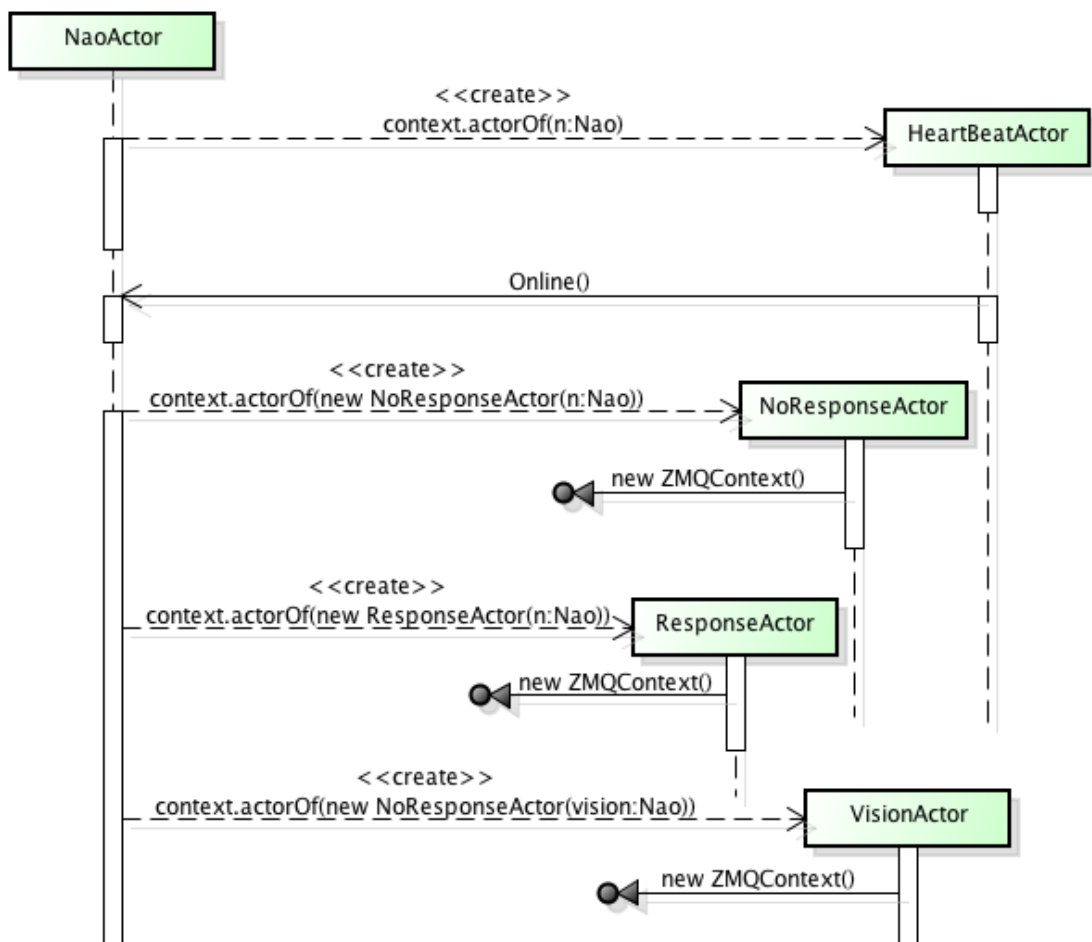 NaoActor
<<create>>
context.actorOf(n:Nao)
HeartBeatActor
Online()
<<create>>
context.actorOf(new NoResponseActor(n:Nao))
NoResponseActor
new ZMQContext()
<<create>>
context.actorOf(new ResponseActor(n:Nao))
ResponseActor
new ZMQContext()
<<create>>
context.actorOf(new NoResponseActor(vision:Nao))
VisionActor
new ZMQContext()